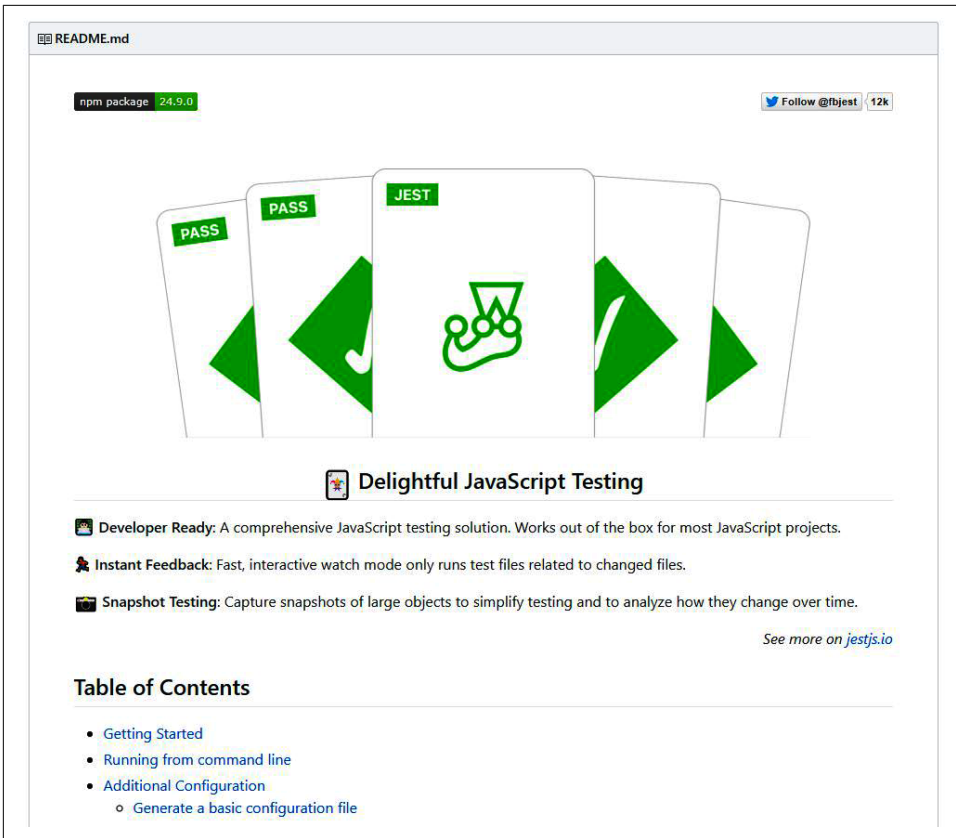 README.md
npm package 24.9.0
Follow @fbjest 12k
PASS
PASS
JEST
Delightful JavaScript Testing
Developer Ready: A comprehensive JavaScript testing solution. Works out of the box for most JavaScript projects.
Instant Feedback: Fast, interactive watch mode only runs test files related to changed files.
Snapshot Testing: Capture snapshots of large objects to simplify testing and to analyze how they change over time.
See more on jestjs.io
Table of Contents
Getting Started
Running from command line
Additional Configuration
Generate a basic configuration file